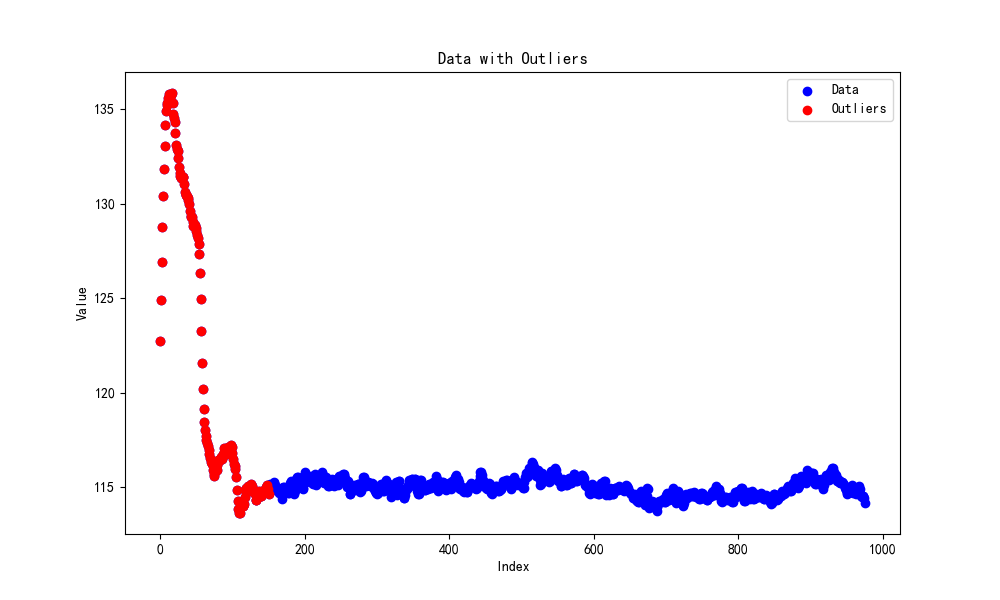 Data with Outliers
Data
Outliers
135
130
125
120
115
Value
0 200 400 600 800 1000
Index